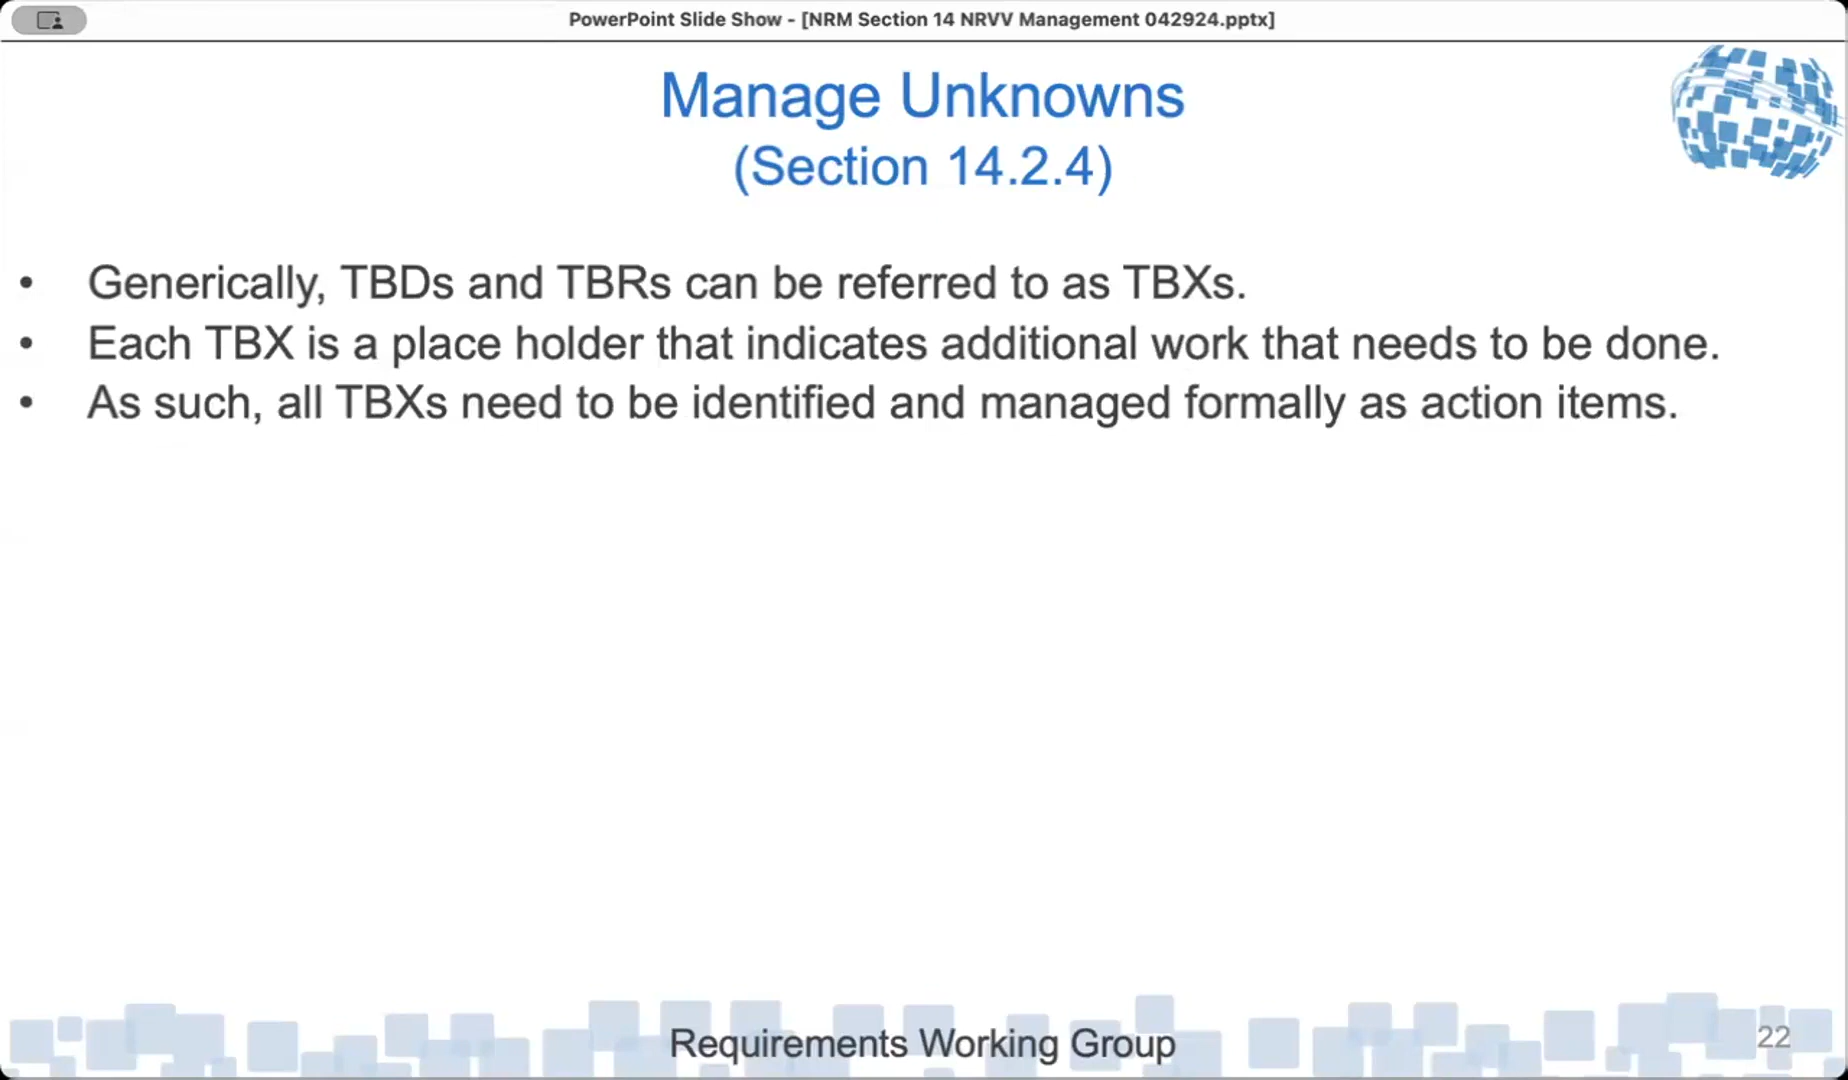 PowerPoint Slide Show - [NRM Section 14 NRVV Management 042924.pptx]
Manage Unknowns
(Section 14.2.4)
• Generically, TBDs and TBRs can be referred to as TBXs.
• Each TBX is a place holder that indicates additional work that needs to be done.
• As such, all TBXs need to be identified and managed formally as action items.
Requirements Working Group
22